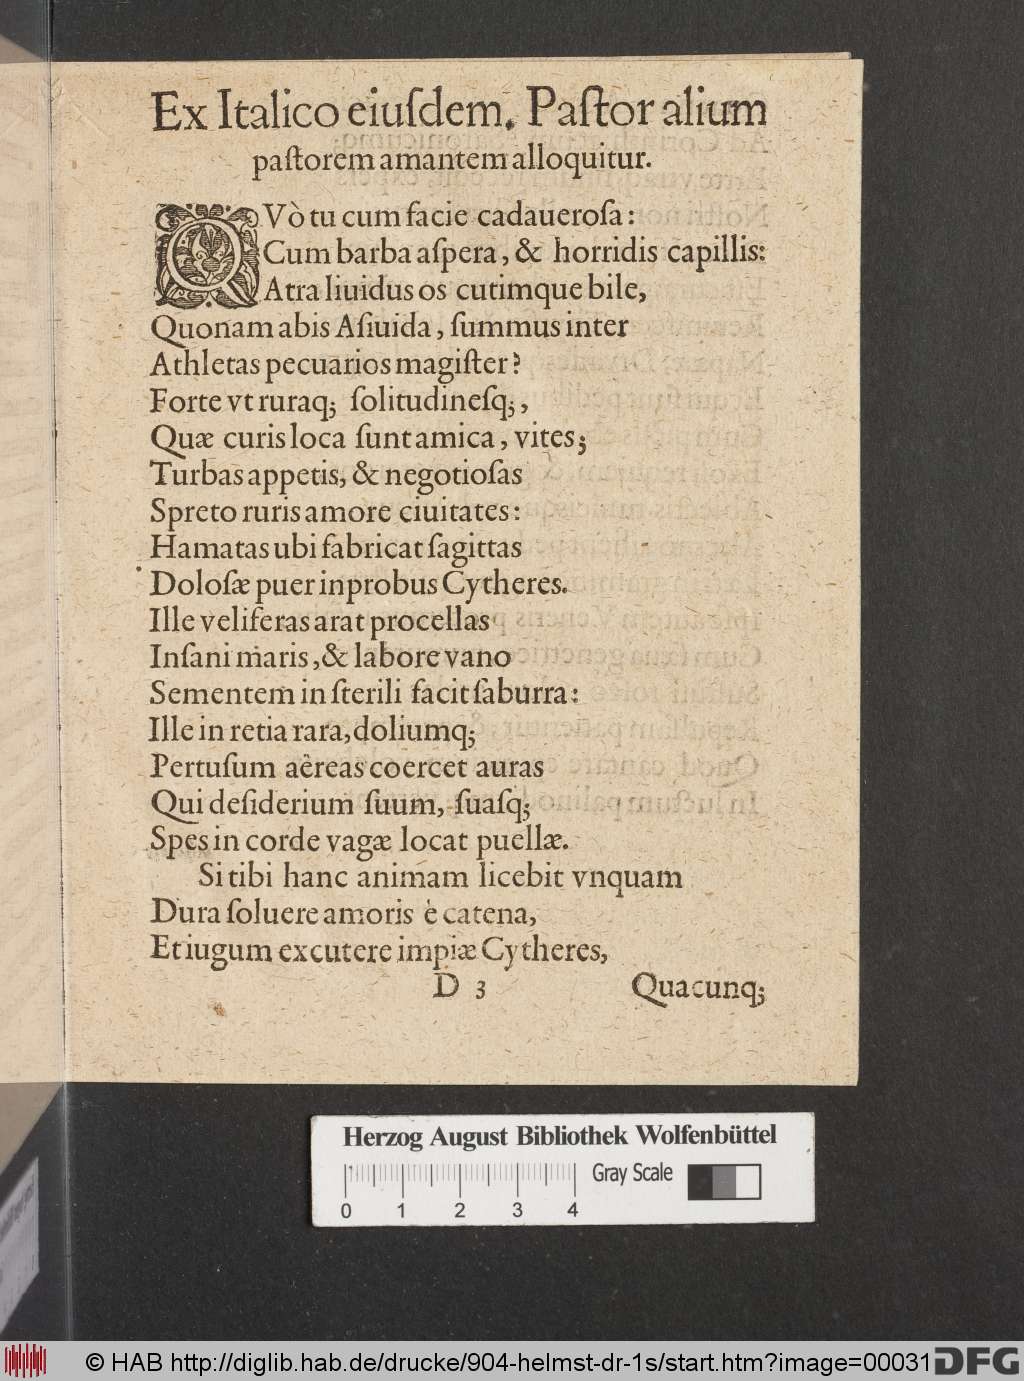 Ex Italico eiuſdem. Paſtor alium
paſtorem amantem alloquitur.
QVò tu cum facie cadaueroſa:
Cum barba aſpera, & horridis capillis:
Atra liuidus os cutimque bile,
Quonam abis Aſiuida, ſummus inter
Athletas pecuarios magiſter?
Forte vt ruraq; ſolitudineſq;,
Quæ curis loca ſunt amica, vites;
Turbas appetis, & negotioſas
Spreto ruris amore ciuitates:
Hamatas ubi fabricat ſagittas
Doloſæ puer inprobus Cytheres.
Ille veliferas arat procellas
Inſani maris, & labore vano
Sementem in ſterili facit ſaburra:
Ille in retia rara, doliumq;
Pertuſum aëreas coercet auras
Qui deſiderium ſuum, ſuaſq;
Spes in corde vagæ locat puellæ.
Si tibi hanc animam licebit vnquam
Dura ſoluere amoris è catena,
Et iugum excutere impiæ Cytheres,
D 3 Quacunq;
Herzog August Bibliothek Wolfenbüttel
Gray Scale
0 1 2 3 4
© HAB http://diglib.hab.de/drucke/904-helmst-dr-1s/start.htm?image=00031 DFG